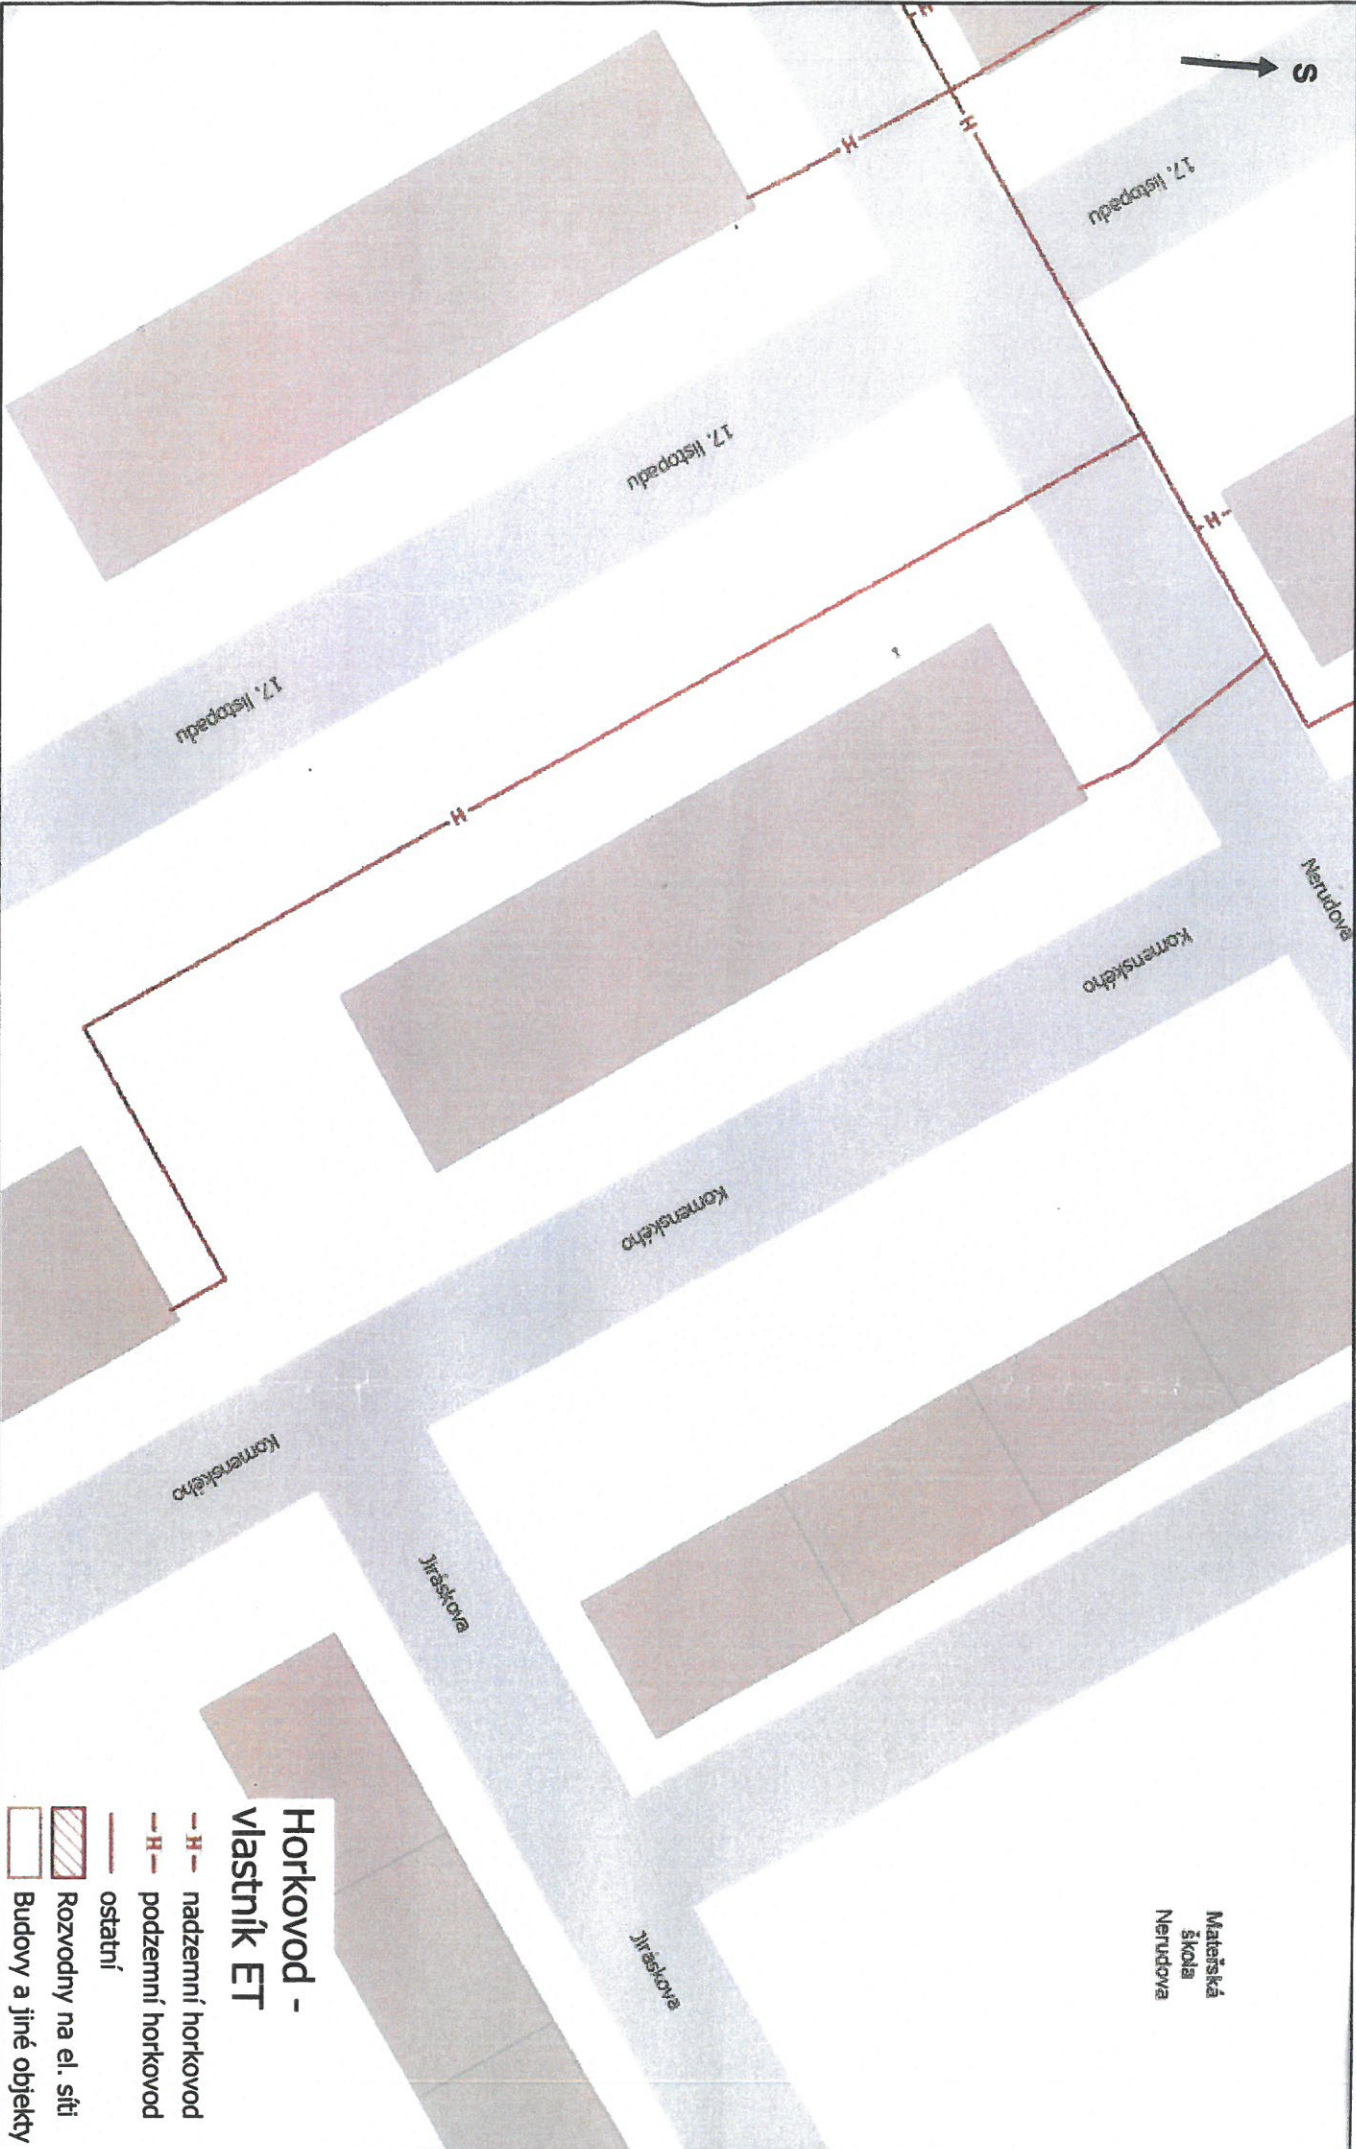 S
17. listopadu
17. listopadu
17. listopadu
Nerudova
Komenského
Komenského
Komenského
Jiráskova
Jiráskova
Mateřská
škola
Nerudova
H
H
H
H
H
Horkovod -
vlastník ET
-H- nadzemní horkovod
-H- podzemní horkovod
ostatní
Rozvodny na el. síti
Budovy a jiné objekty